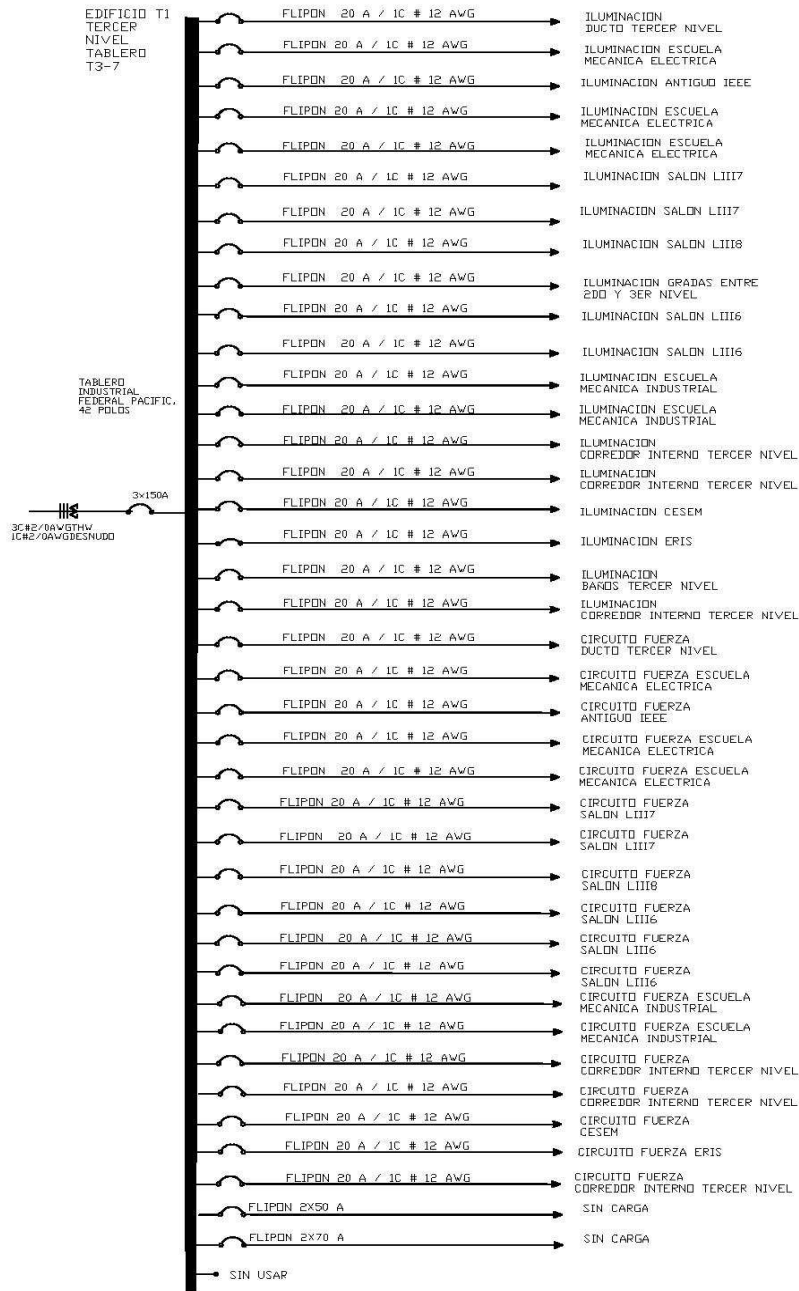 EDIFICIO T1
TERCER
NIVEL
TABLERO
T3-7
TABLERO
INDUSTRIAL
FEDERAL PACIFIC,
42 POLOS
3x150A
3C#2/0AWGTHW
1C#2/0AWGDESNUDO
FLIPON 20 A / 1C # 12 AWG
ILUMINACION
DUCTO TERCER NIVEL
FLIPON 20 A / 1C # 12 AWG
ILUMINACION ESCUELA
MECANICA ELECTRICA
FLIPON 20 A / 1C # 12 AWG
ILUMINACION ANTIGUO IEEE
FLIPON 20 A / 1C # 12 AWG
ILUMINACION ESCUELA
MECANICA ELECTRICA
FLIPON 20 A / 1C # 12 AWG
ILUMINACION ESCUELA
MECANICA ELECTRICA
FLIPON 20 A / 1C # 12 AWG
ILUMINACION SALON LIII7
FLIPON 20 A / 1C # 12 AWG
ILUMINACION SALON LIII7
FLIPON 20 A / 1C # 12 AWG
ILUMINACION SALON LIII8
FLIPON 20 A / 1C # 12 AWG
ILUMINACION GRADAS ENTRE
2DO Y 3ER NIVEL
FLIPON 20 A / 1C # 12 AWG
ILUMINACION SALON LIII6
FLIPON 20 A / 1C # 12 AWG
ILUMINACION SALON LIII6
FLIPON 20 A / 1C # 12 AWG
ILUMINACION ESCUELA
MECANICA INDUSTRIAL
FLIPON 20 A / 1C # 12 AWG
ILUMINACION ESCUELA
MECANICA INDUSTRIAL
FLIPON 20 A / 1C # 12 AWG
ILUMINACION
CORREDOR INTERNO TERCER NIVEL
FLIPON 20 A / 1C # 12 AWG
ILUMINACION
CORREDOR INTERNO TERCER NIVEL
FLIPON 20 A / 1C # 12 AWG
ILUMINACION CESEM
FLIPON 20 A / 1C # 12 AWG
ILUMINACION ERIS
FLIPON 20 A / 1C # 12 AWG
ILUMINACION
BAÑOS TERCER NIVEL
FLIPON 20 A / 1C # 12 AWG
ILUMINACION
CORREDOR INTERNO TERCER NIVEL
FLIPON 20 A / 1C # 12 AWG
CIRCUITO FUERZA
DUCTO TERCER NIVEL
FLIPON 20 A / 1C # 12 AWG
CIRCUITO FUERZA ESCUELA
MECANICA ELECTRICA
FLIPON 20 A / 1C # 12 AWG
CIRCUITO FUERZA
ANTIGUO IEEE
FLIPON 20 A / 1C # 12 AWG
CIRCUITO FUERZA ESCUELA
MECANICA ELECTRICA
FLIPON 20 A / 1C # 12 AWG
CIRCUITO FUERZA ESCUELA
MECANICA ELECTRICA
FLIPON 20 A / 1C # 12 AWG
CIRCUITO FUERZA
SALON LIII7
FLIPON 20 A / 1C # 12 AWG
CIRCUITO FUERZA
SALON LIII7
FLIPON 20 A / 1C # 12 AWG
CIRCUITO FUERZA
SALON LIII8
FLIPON 20 A / 1C # 12 AWG
CIRCUITO FUERZA
SALON LIII6
FLIPON 20 A / 1C # 12 AWG
CIRCUITO FUERZA
SALON LIII6
FLIPON 20 A / 1C # 12 AWG
CIRCUITO FUERZA
SALON LIII6
FLIPON 20 A / 1C # 12 AWG
CIRCUITO FUERZA ESCUELA
MECANICA INDUSTRIAL
FLIPON 20 A / 1C # 12 AWG
CIRCUITO FUERZA ESCUELA
MECANICA INDUSTRIAL
FLIPON 20 A / 1C # 12 AWG
CIRCUITO FUERZA
CORREDOR INTERNO TERCER NIVEL
FLIPON 20 A / 1C # 12 AWG
CIRCUITO FUERZA
CORREDOR INTERNO TERCER NIVEL
FLIPON 20 A / 1C # 12 AWG
CIRCUITO FUERZA
CESEM
FLIPON 20 A / 1C # 12 AWG
CIRCUITO FUERZA ERIS
FLIPON 20 A / 1C # 12 AWG
CIRCUITO FUERZA
CORREDOR INTERNO TERCER NIVEL
FLIPON 2X50 A
SIN CARGA
FLIPON 2X70 A
SIN CARGA
SIN USAR